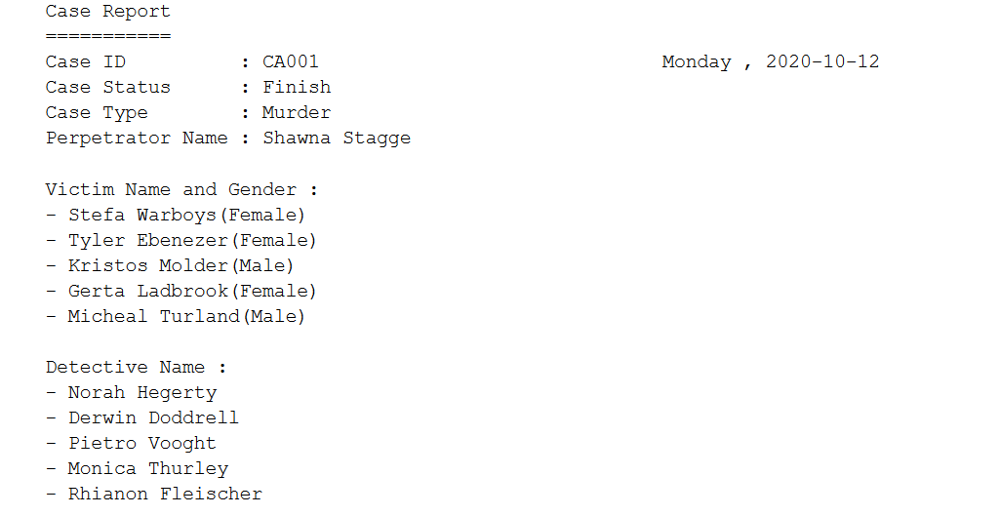 Case Report
===========
Case ID          : CA001                              Monday , 2020-10-12
Case Status      : Finish
Case Type        : Murder
Perpetrator Name : Shawna Stagge
Victim Name and Gender :
- Stefa Warboys(Female)
- Tyler Ebenezer(Female)
- Kristos Molder(Male)
- Gerta Ladbrook(Female)
- Micheal Turland(Male)
Detective Name :
- Norah Hegerty
- Derwin Doddrell
- Pietro Vooght
- Monica Thurley
- Rhianon Fleischer